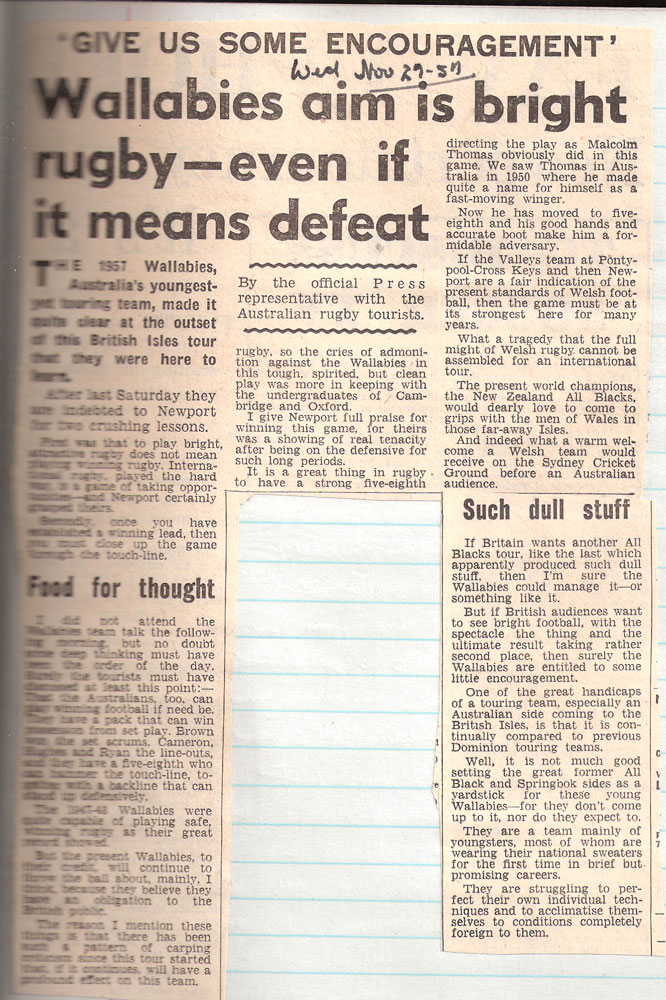 'GIVE US SOME ENCOURAGEMENT'
Wed Nov 27-57
Wallabies aim is bright
rugby—even if
it means defeat
THE 1957 Wallabies,
Australia's youngest-
yet touring team, made it
quite clear at the outset
of this British Isles tour
that they were here to
learn.
After last Saturday they
are indebted to Newport
for two crushing lessons.
First was that to play bright,
attractive rugby does not mean
playing winning rugby. Interna-
tional rugby, played the hard
a game of taking oppor-
tunities—and Newport certainly
grasped theirs.
Secondly, once you have
established a winning lead, then
you must close up the game
through the touch-line.
Food for thought
I did not attend the
Wallabies team talk the follow-
ing morning, but no doubt
some deep thinking must have
been the order of the day.
Surely the tourists must have
discussed at least this point:—
That the Australians, too, can
play winning football if need be.
They have a pack that can win
possession from set play. Brown
in the set scrums, Cameron,
Hughes and Ryan the line-outs,
and they have a five-eighth who
can hammer the touch-line, to-
gether with a backline that can
stand up defensively.
The 1947-48 Wallabies were
quite capable of playing safe,
winning rugby as their great
record showed.
But the present Wallabies, to
their credit, will continue to
throw the ball about, mainly, I
think, because they believe they
have an obligation to the
British public.
The reason I mention these
things is that there has been
such a pattern of carping
criticism since this tour started
that, if it continues, will have a
profound effect on this team.
By the official Press
representative with the
Australian rugby tourists.
rugby, so the cries of admoni-
tion against the Wallabies in
this tough, spirited, but clean
play was more in keeping with
the undergraduates of Cam-
bridge and Oxford.
I give Newport full praise for
winning this game, for theirs
was a showing of real tenacity
after being on the defensive for
such long periods.
It is a great thing in rugby
to have a strong five-eighth
directing the play as Malcolm
Thomas obviously did in this
game. We saw Thomas in Aus-
tralia in 1950 where he made
quite a name for himself as a
fast-moving winger.
Now he has moved to five-
eighth and his good hands and
accurate boot make him a for-
midable adversary.
If the Valleys team at Ponty-
pool-Cross Keys and then New-
port are a fair indication of the
present standards of Welsh foot-
ball, then the game must be at
its strongest here for many
years.
What a tragedy that the full
might of Welsh rugby cannot be
assembled for an international
tour.
The present world champions,
the New Zealand All Blacks,
would dearly love to come to
grips with the men of Wales in
those far-away Isles.
And indeed what a warm wel-
come a Welsh team would
receive on the Sydney Cricket
Ground before an Australian
audience.
Such dull stuff
If Britain wants another All
Blacks tour, like the last which
apparently produced such dull
stuff, then I'm sure the
Wallabies could manage it—or
something like it.
But if British audiences want
to see bright football, with the
spectacle the thing and the
ultimate result taking rather
second place, then surely the
Wallabies are entitled to some
little encouragement.
One of the great handicaps
of a touring team, especially an
Australian side coming to the
British Isles, is that it is con-
tinually compared to previous
Dominion touring teams.
Well, it is not much good
setting the great former All
Black and Springbok sides as a
yardstick for these young
Wallabies—for they don't come
up to it, nor do they expect to.
They are a team mainly of
youngsters, most of whom are
wearing their national sweaters
for the first time in brief but
promising careers.
They are struggling to per-
fect their own individual tech-
niques and to acclimatise them-
selves to conditions completely
foreign to them.